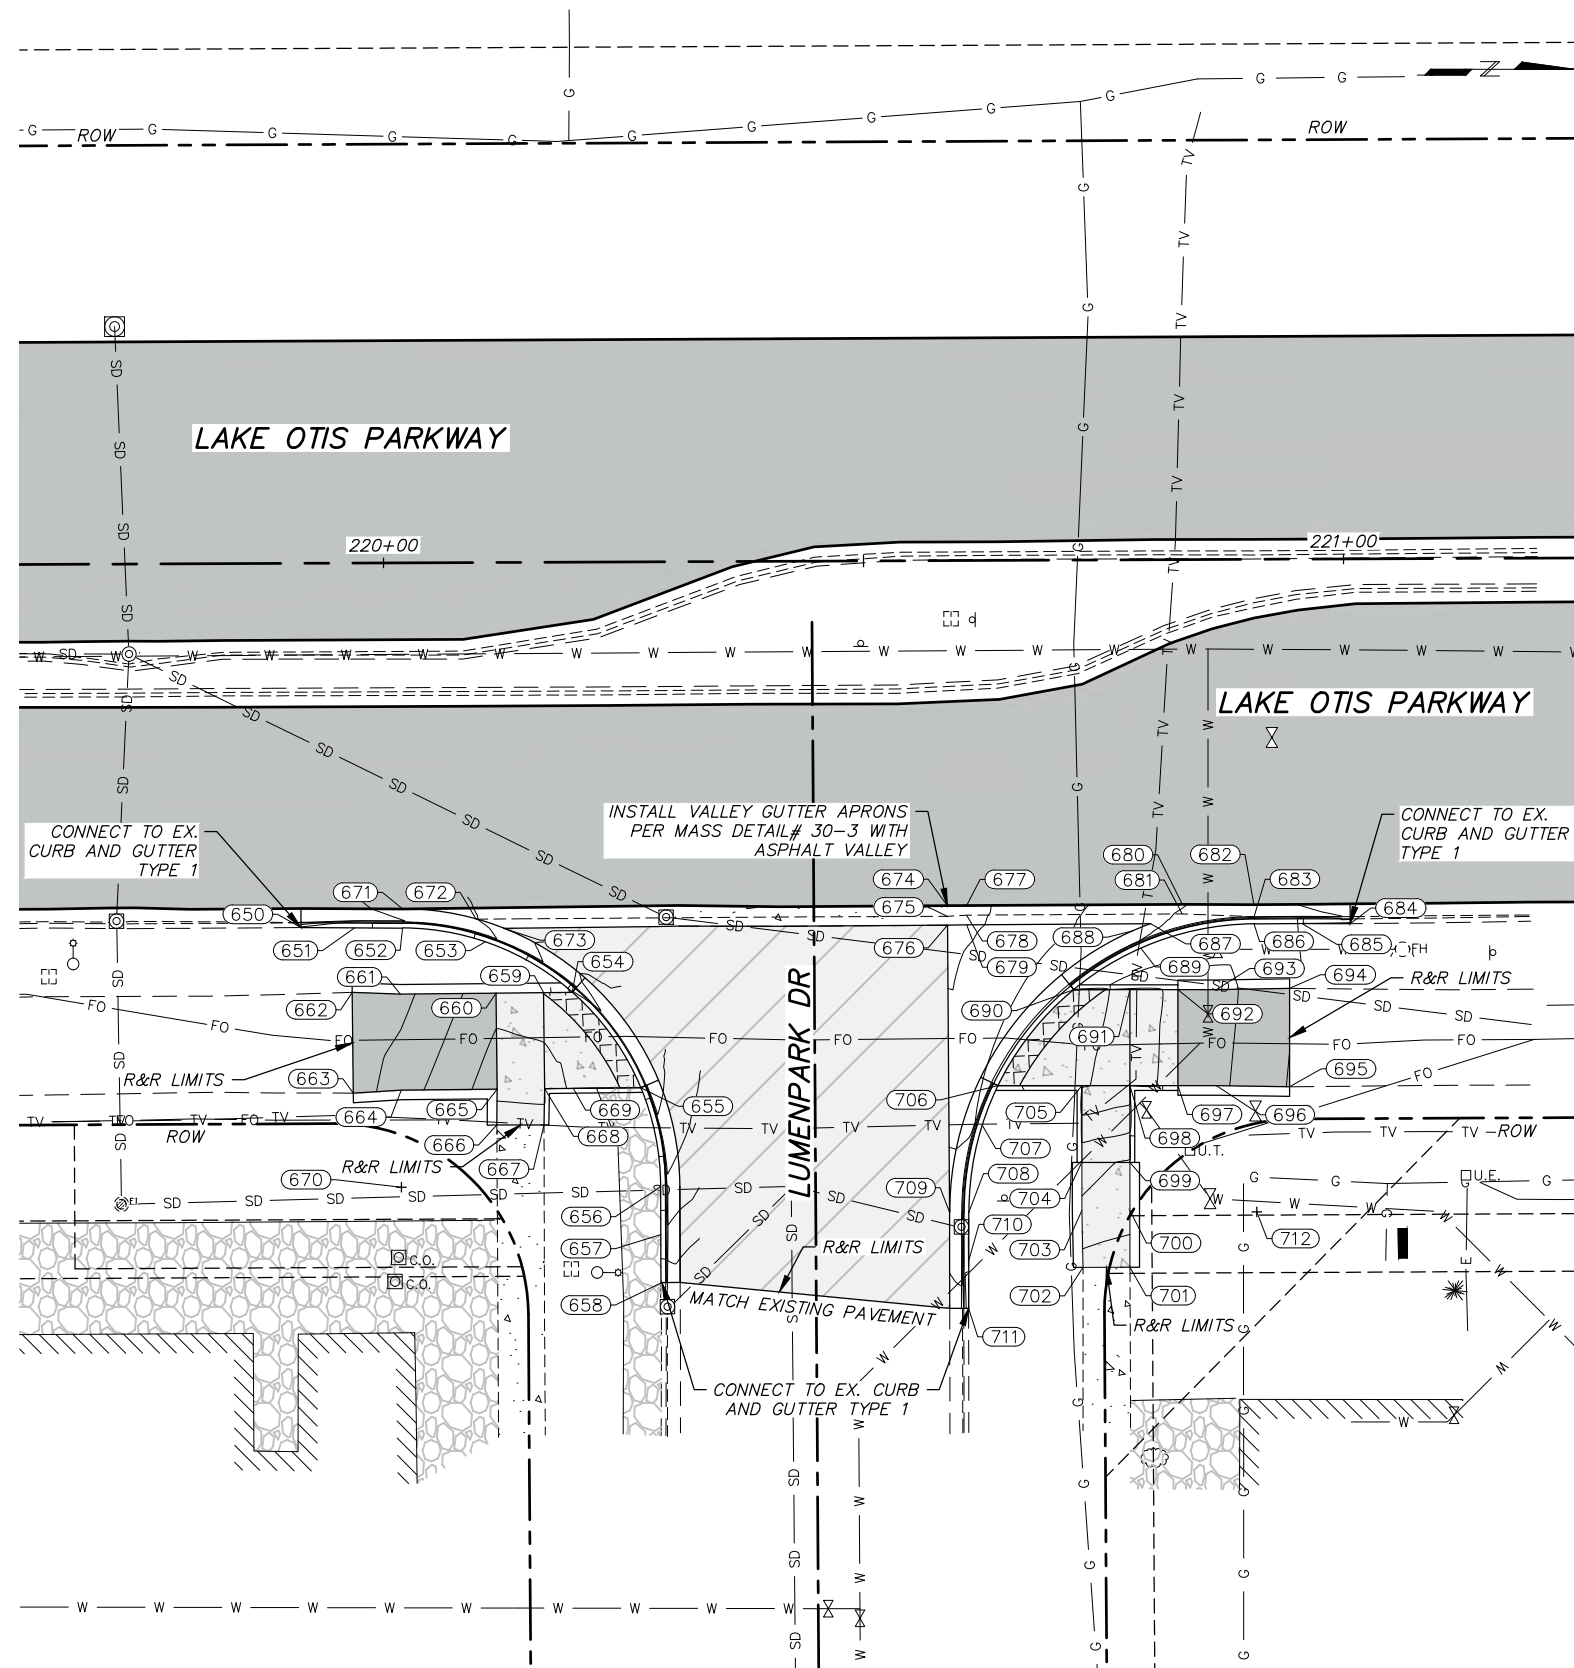 ROW
ROW
LAKE OTIS PARKWAY
220+00
221+00
LAKE OTIS PARKWAY
INSTALL VALLEY GUTTER APRONS
PER MASS DETAIL# 30-3 WITH
ASPHALT VALLEY
CONNECT TO EX.
CURB AND GUTTER
TYPE 1
CONNECT TO EX.
CURB AND GUTTER
TYPE 1
680
682
674
677
681
683
671
672
675
684
650
651
652
653
673
676
678
688
687
686
685
FH
654
679
689
693
694
661
659
662
660
690
692
691
R&R LIMITS
R&R LIMITS
663
695
664
665
669
655
706
705
697
696
ROW
666
668
707
698
ROW
R&R LIMITS
667
U.T.
670
708
699
U.E.
709
704
656
710
657
703
700
712
C.O.
C.O.
R&R LIMITS
658
702
701
MATCH EXISTING PAVEMENT
711
R&R LIMITS
LUMENPARK DR
CONNECT TO EX. CURB
AND GUTTER TYPE 1